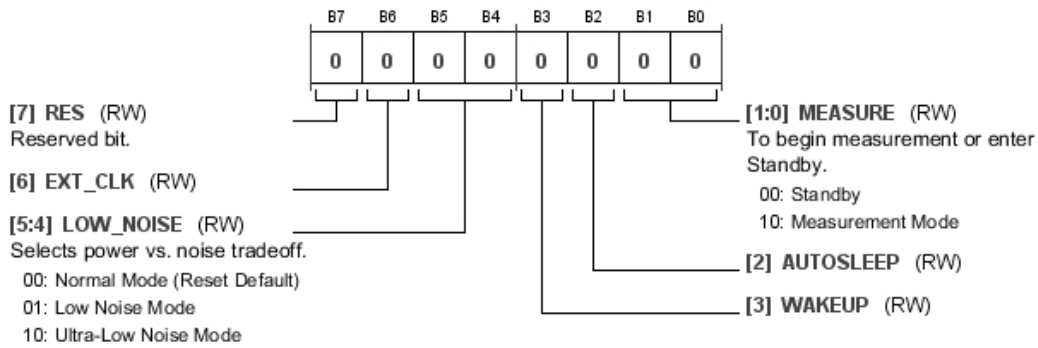 B7 B6 B5 B4 B3 B2 B1 B0
0 0 0 0 0 0 0 0
[7] RES (RW)
Reserved bit.
[6] EXT_CLK (RW)
[5:4] LOW_NOISE (RW)
Selects power vs. noise tradeoff.
00: Normal Mode (Reset Default)
01: Low Noise Mode
10: Ultra-Low Noise Mode
[1:0] MEASURE (RW)
To begin measurement or enter
Standby.
00: Standby
10: Measurement Mode
[2] AUTOSLEEP (RW)
[3] WAKEUP (RW)